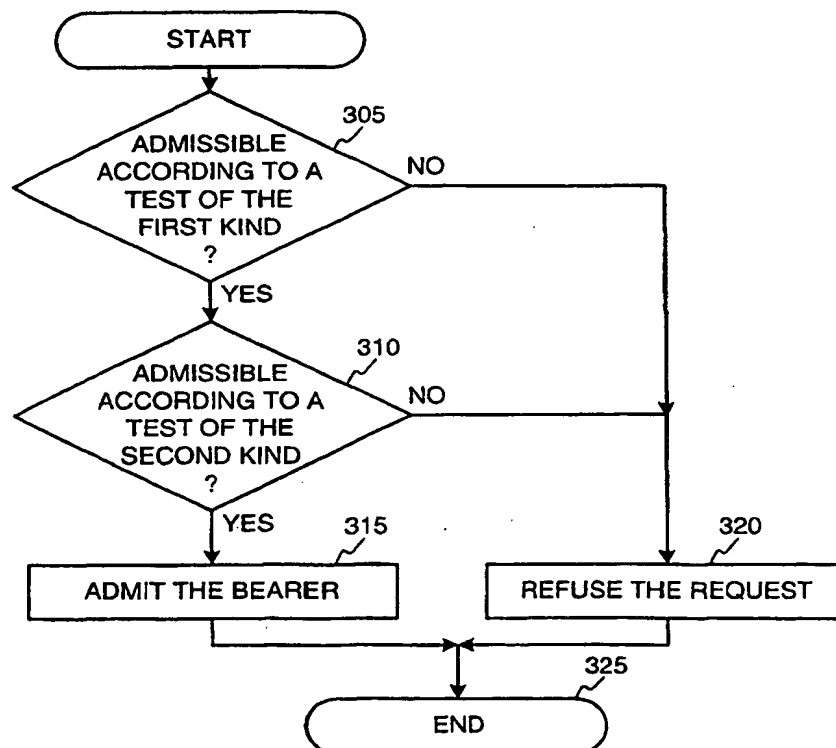 START
305
ADMISSIBLE
ACCORDING TO A
TEST OF THE
FIRST KIND
?
NO
YES
310
ADMISSIBLE
ACCORDING TO A
TEST OF THE
SECOND KIND
?
NO
YES
315
ADMIT THE BEARER
320
REFUSE THE REQUEST
325
END